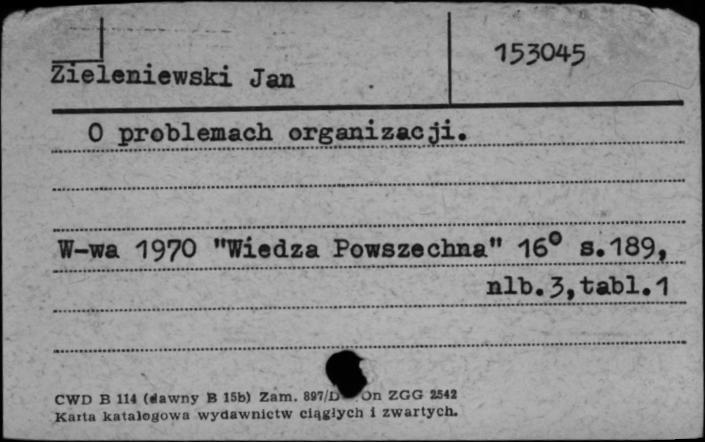 153045
Zieleniewski Jan
O problemach organizacji.
W-wa 1970 "Wiedza Powszechna" 16° s.189,
nlb.3,tabl.1
CWD B 114 (dawny B 15b) Zam. 897/D On ZGG 2542
Karta katalogowa wydawnictw ciągłych i zwartych.